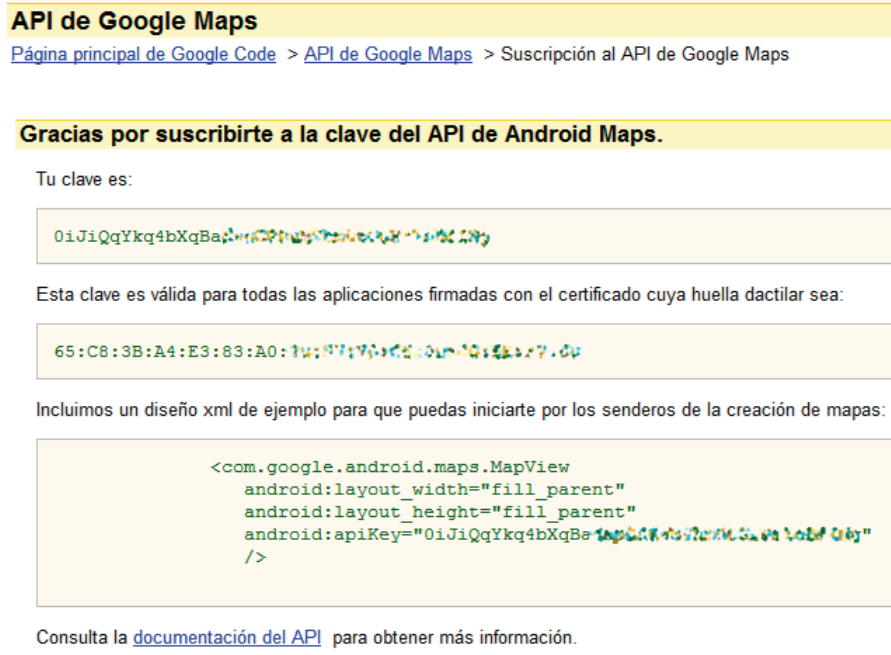 API de Google Maps
Página principal de Google Code > API de Google Maps > Suscripción al API de Google Maps
Gracias por suscribirte a la clave del API de Android Maps.
Tu clave es:
0iJiQqYkq4bXqBa
Esta clave es válida para todas las aplicaciones firmadas con el certificado cuya huella dactilar sea:
65:C8:3B:A4:E3:83:A0:
Incluimos un diseño xml de ejemplo para que puedas iniciarte por los senderos de la creación de mapas:
<com.google.android.maps.MapView
android:layout_width="fill_parent"
android:layout_height="fill_parent"
android:apiKey="0iJiQqYkq4bXqBa"
/>
Consulta la documentación del API para obtener más información.